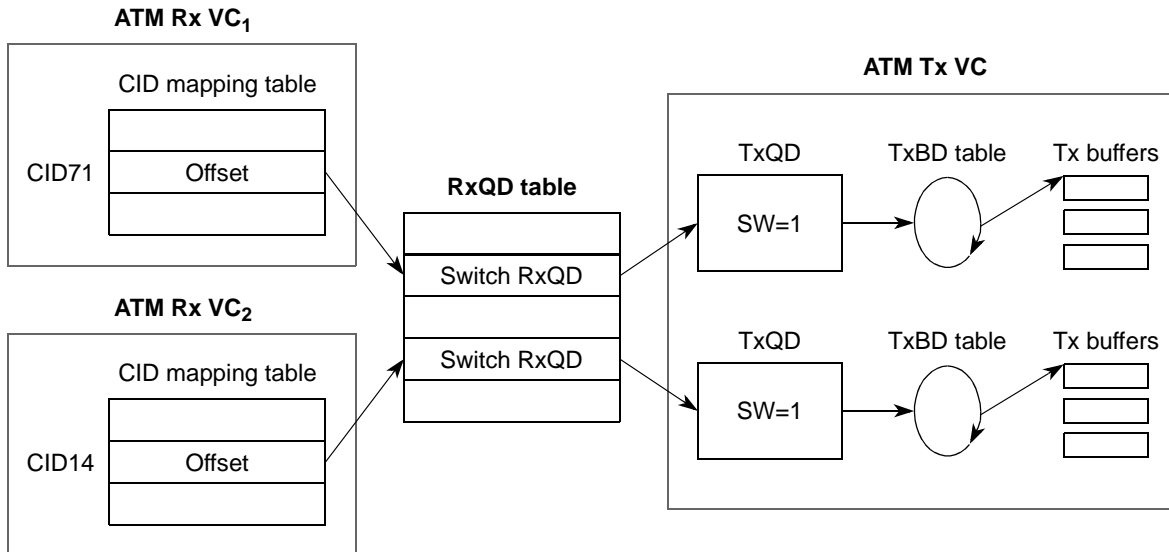 ATM Rx VC1
CID mapping table
CID71
Offset
ATM Rx VC2
CID mapping table
CID14
Offset
RxQD table
Switch RxQD
Switch RxQD
ATM Tx VC
TxQD
TxBD table
Tx buffers
SW=1
TxQD
TxBD table
Tx buffers
SW=1